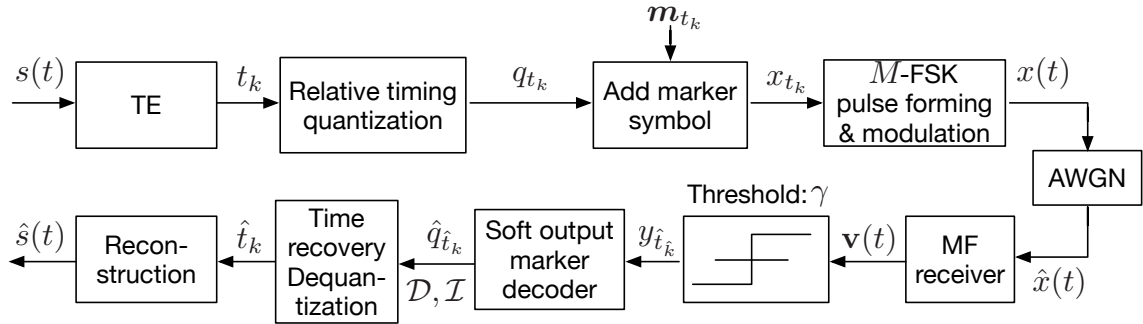 𝒎_{t_k}
s(t)
TE
t_k
Relative timing
quantization
q_{t_k}
Add marker
symbol
x_{t_k}
M-FSK
pulse forming
& modulation
x(t)
AWGN
ŝ(t)
Recon-
struction
t̂_k
Time
recovery
Dequan-
tization
q̂_{t̂_k}
𝒟, ℐ
Soft output
marker
decoder
y_{t̂_{k̂}}
Threshold: γ
𝐯(t)
MF
receiver
x̂(t)